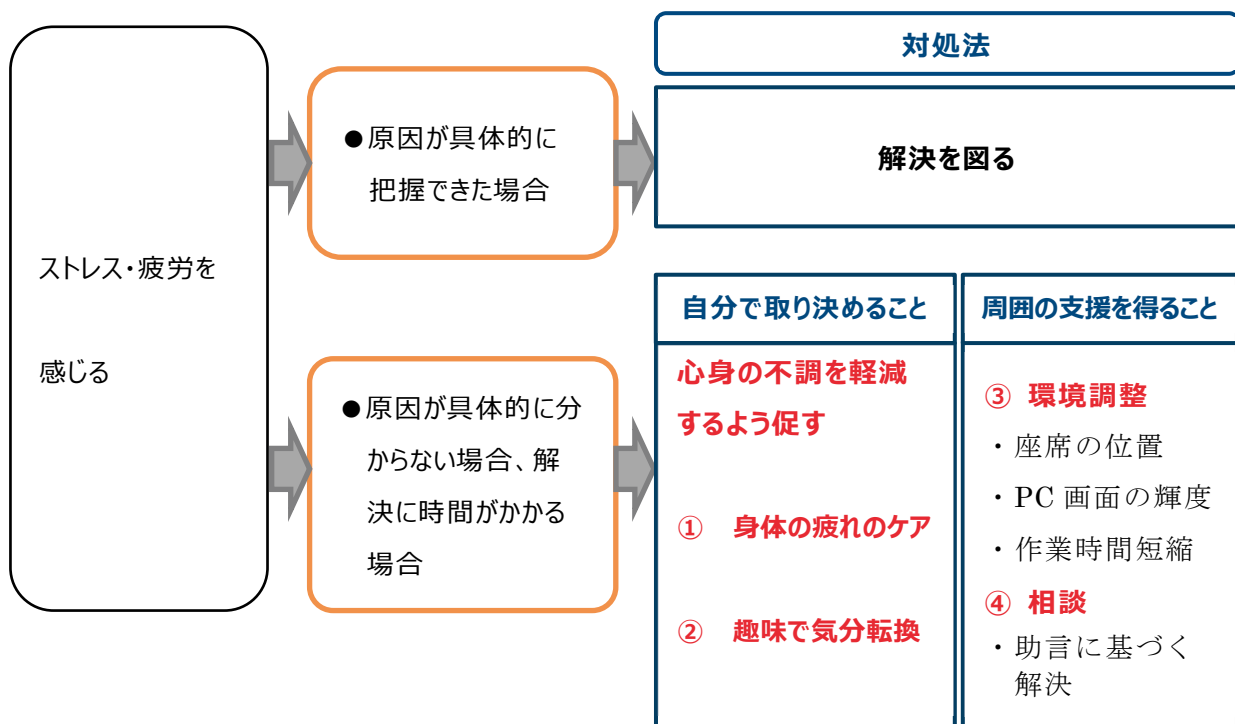 ストレス・疲労を
感じる
●原因が具体的に
把握できた場合
●原因が具体的に分
からない場合、解
決に時間がかかる
場合
対処法
解決を図る
自分で取り決めること
心身の不調を軽減
するよう促す
① 身体の疲れのケア
② 趣味で気分転換
周囲の支援を得ること
③ 環境調整
・座席の位置
・PC 画面の輝度
・作業時間短縮
④ 相談
・助言に基づく
解決